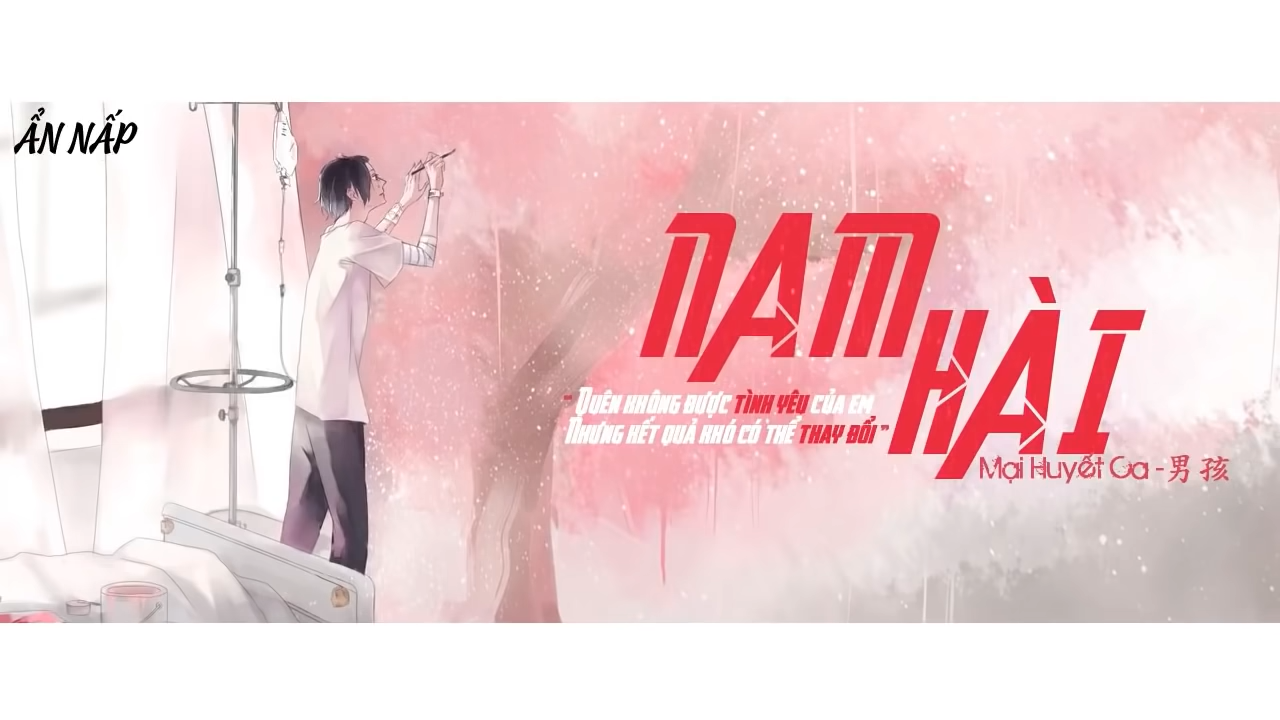 ẨN NẤP
NAM
HÀI
" QUÊN KHÔNG ĐƯỢC TÌNH YÊU CỦA EM
NHƯNG KẾT QUẢ KHÓ CÓ THỂ THAY ĐỔI "
Mại Huyết Ca - 男孩